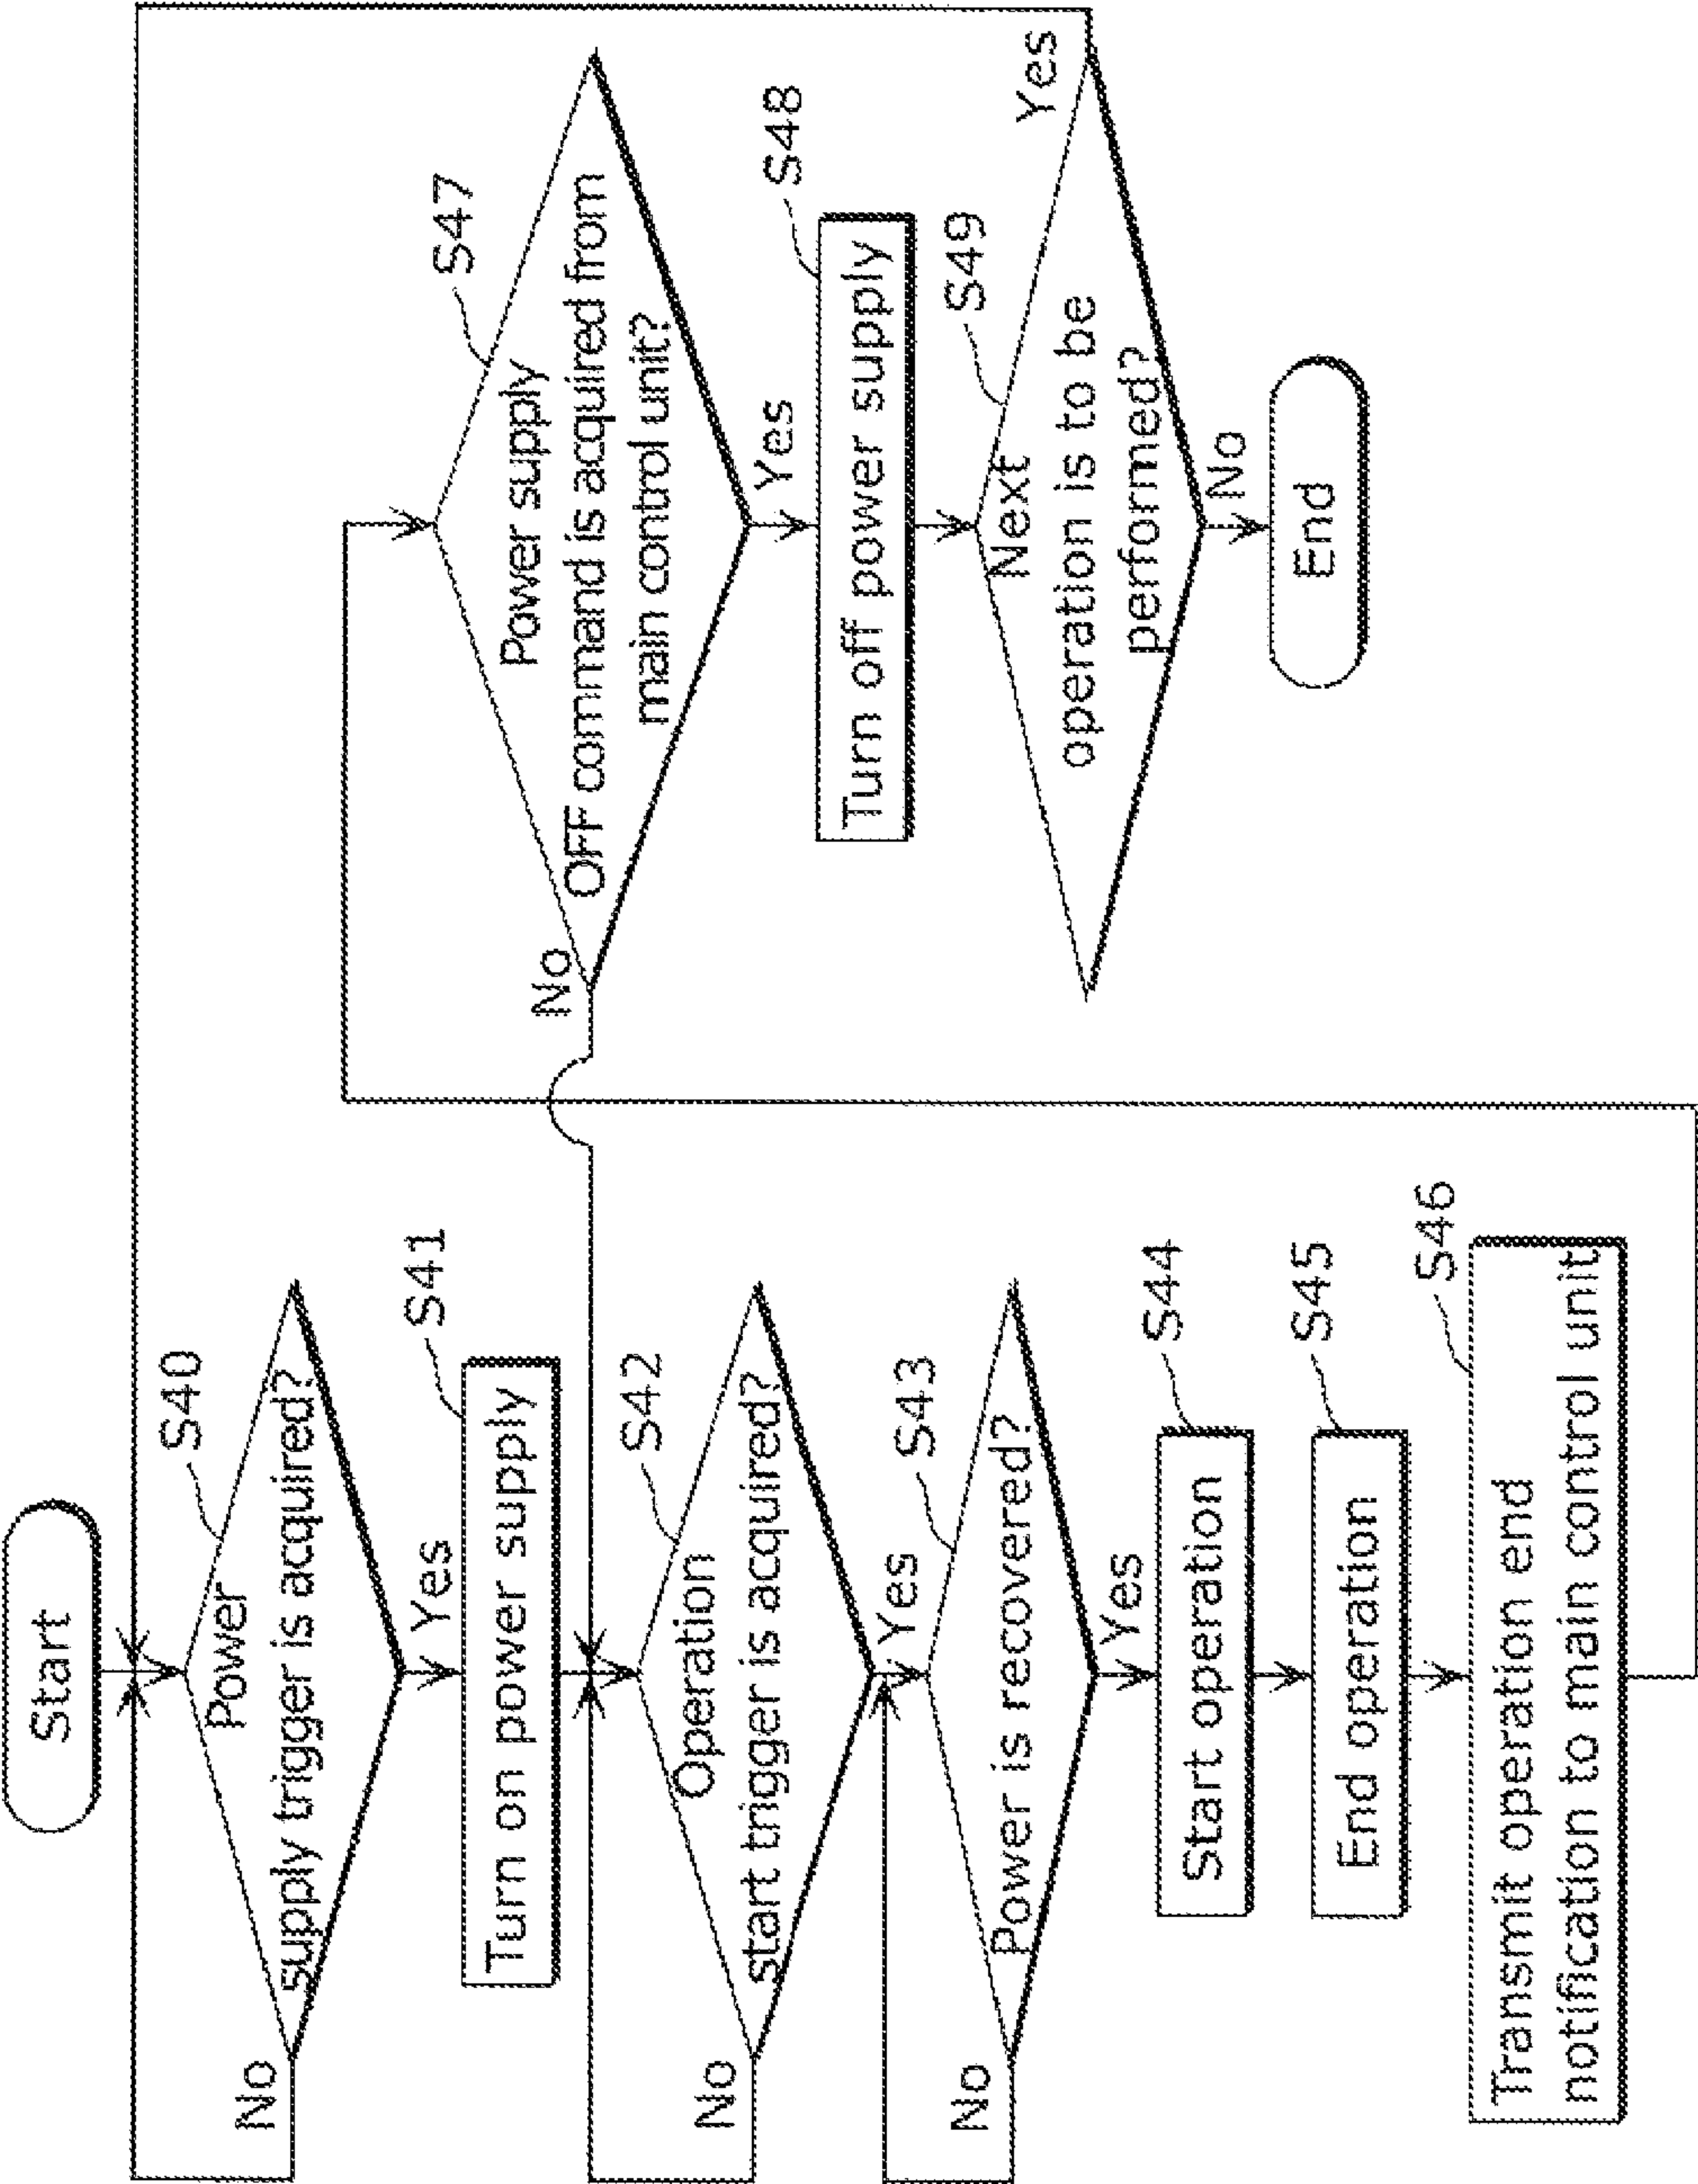 Start
S40
Power
supply trigger is acquired?
No
Yes
S41
Turn on power supply
S42
Operation
start trigger is acquired?
No
Yes
S43
Power is recovered?
No
Yes
S44
Start operation
S45
End operation
S46
Transmit operation end
notification to main control unit
S47
Power supply
OFF command is acquired from
main control unit?
No
Yes
S48
Turn off power supply
S49
Next
operation is to be
performed?
Yes
No
End